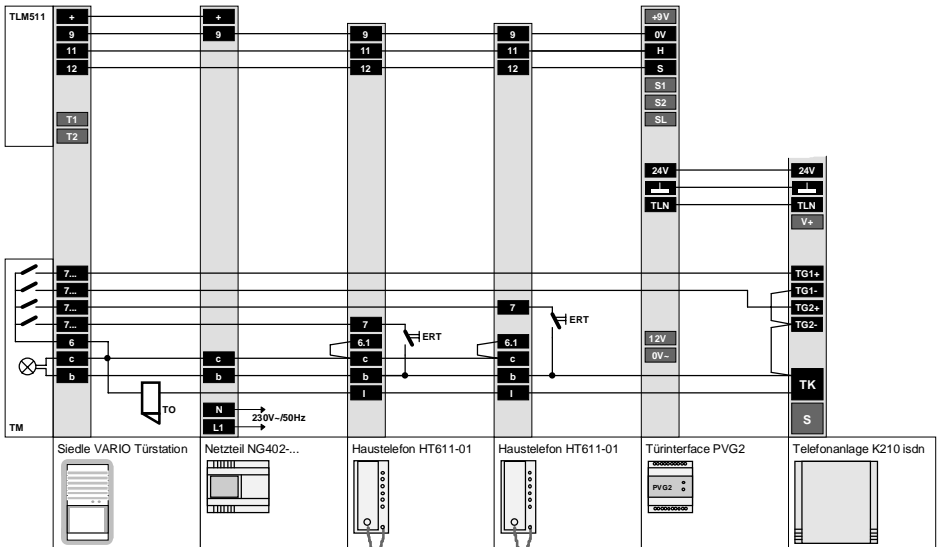 TLM511 + + +9V
9 9 9 9 0V
11 11 11 H
12 12 12 S
S1
S2
T1 SL
T2
24V 24V
TLN TLN
V+
7... TG1+
7... TG1-
7... 7 TG2+
7... 7 ERT ERT TG2-
6 6.1 6.1 12V
c c c c 0V~
b b b b TK
I I
TO
N 230V~/50Hz S
TM L1
Siedle VARIO Türstation Netzteil NG402-... Haustelefon HT611-01 Haustelefon HT611-01 Türinterface PVG2 Telefonanlage K210 isdn
PVG2